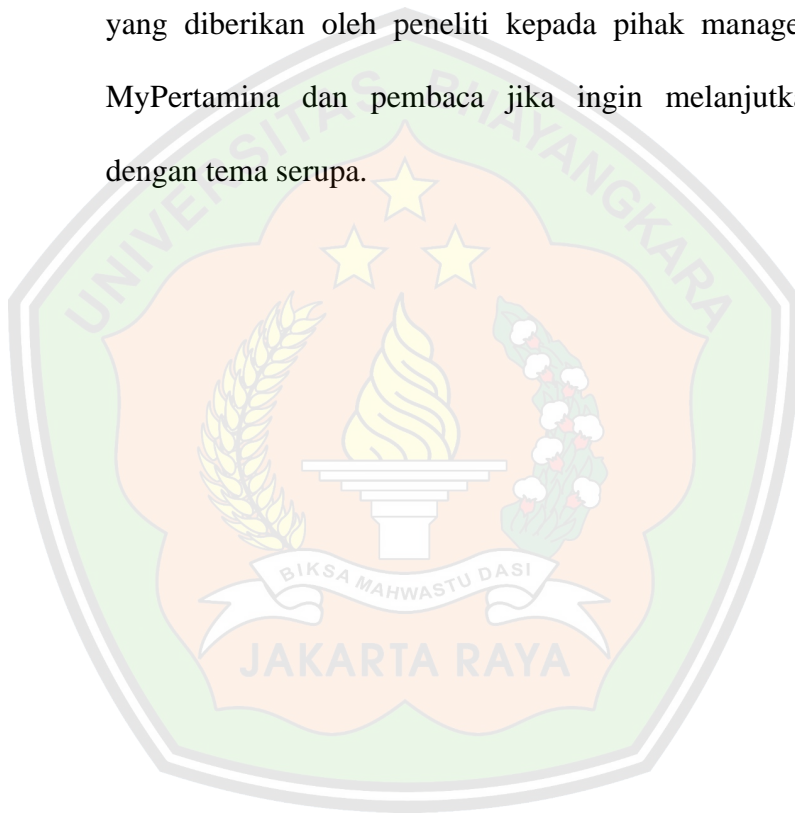 yang diberikan oleh peneliti kepada pihak manage
MyPertamina dan pembaca jika ingin melanjutk
dengan tema serupa.
UNIVERSITAS BHAYANGKARA
BIKSA MAHWASTU DASI
JAKARTA RAYA